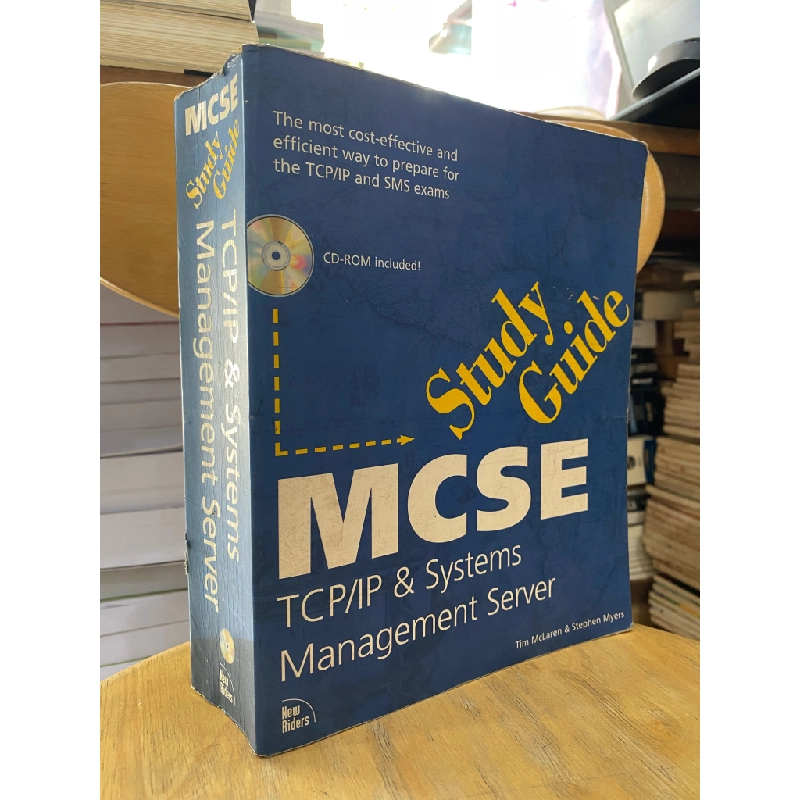 MCSE
Study
Guide
TCP/IP & Systems
Management Server
New
Riders
The most cost-effective and
efficient way to prepare for
the TCP/IP and SMS exams
CD-ROM included!
Study
Guide
MCSE
TCP/IP & Systems
Management Server
Tim McLaren & Stephen Myers
New
Riders